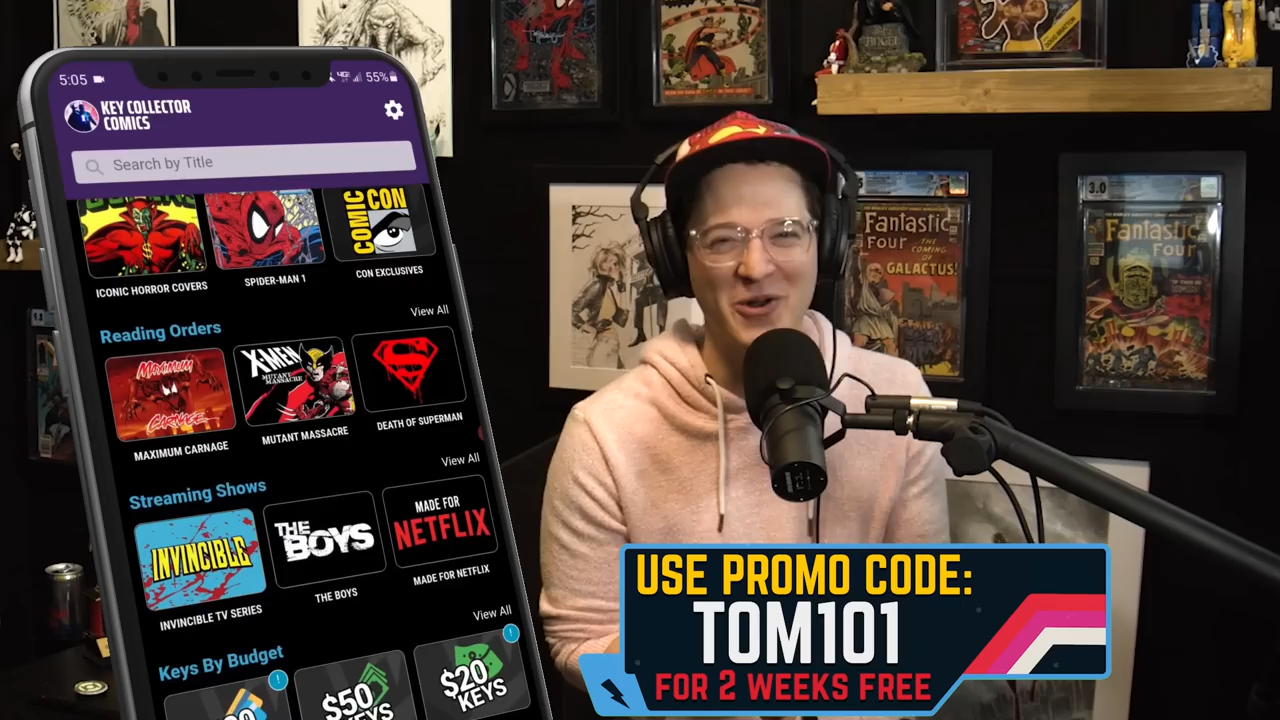 5:05
55%
KEY COLLECTOR
COMICS
Search by Title
COMIC
CON
ICONIC HORROR COVERS
SPIDER-MAN 1
CON EXCLUSIVES
View All
Reading Orders
MAXIMUM
CARNAGE
X-MEN
MUTANT MASSACRE
MAXIMUM CARNAGE
MUTANT MASSACRE
DEATH OF SUPERMAN
View All
Streaming Shows
INVINCIBLE
THE
BOYS
MADE FOR
NETFLIX
INVINCIBLE TV SERIES
THE BOYS
MADE FOR NETFLIX
View All
Keys By Budget
$50
KEYS
$20
KEYS
Fantastic
Four
THE
COMING
OF
GALACTUS!
3.0
Fantastic
Four
USE PROMO CODE:
TOM101
FOR 2 WEEKS FREE